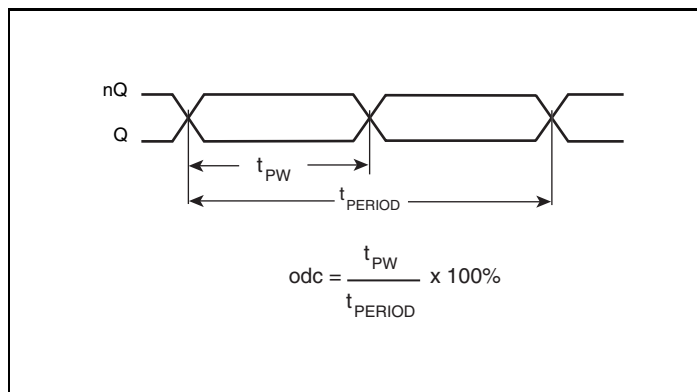 nQ
Q
tPW
tPERIOD
odc = tPW / tPERIOD x 100%